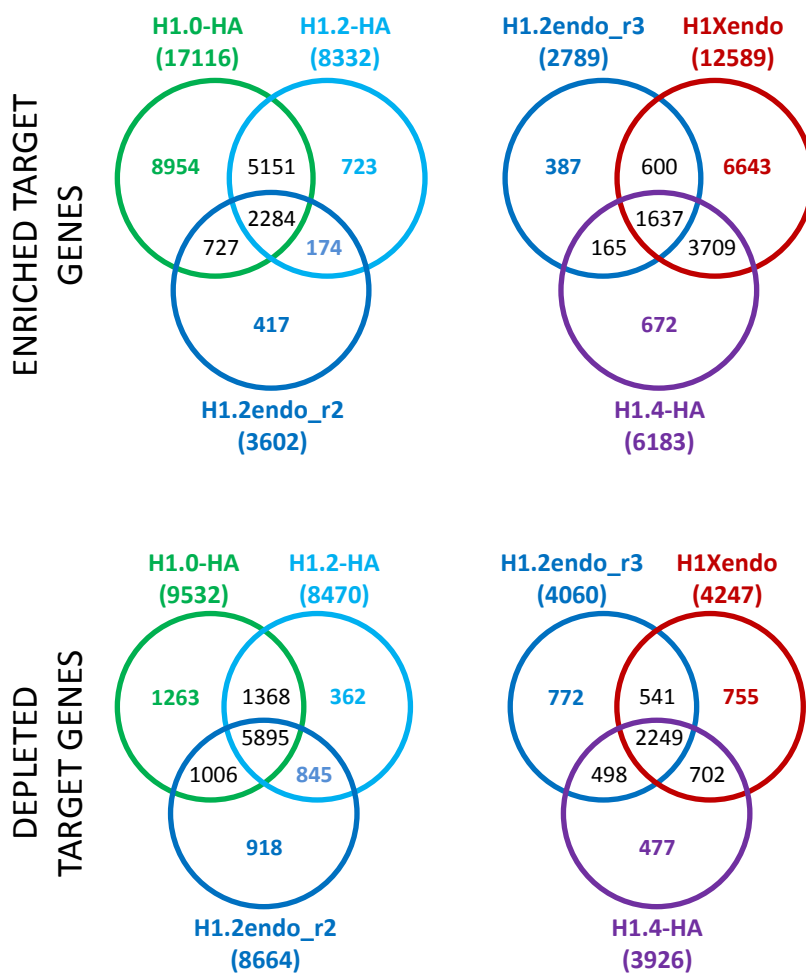 ENRICHED TARGET
GENES
H1.0-HA
(17116)
H1.2-HA
(8332)
8954
5151
723
2284
727
174
417
H1.2endo_r2
(3602)
H1.2endo_r3
(2789)
H1Xendo
(12589)
387
600
6643
1637
165
3709
672
H1.4-HA
(6183)
DEPLETED
TARGET GENES
H1.0-HA
(9532)
H1.2-HA
(8470)
1263
1368
362
5895
1006
845
918
H1.2endo_r2
(8664)
H1.2endo_r3
(4060)
H1Xendo
(4247)
772
541
755
2249
498
702
477
H1.4-HA
(3926)